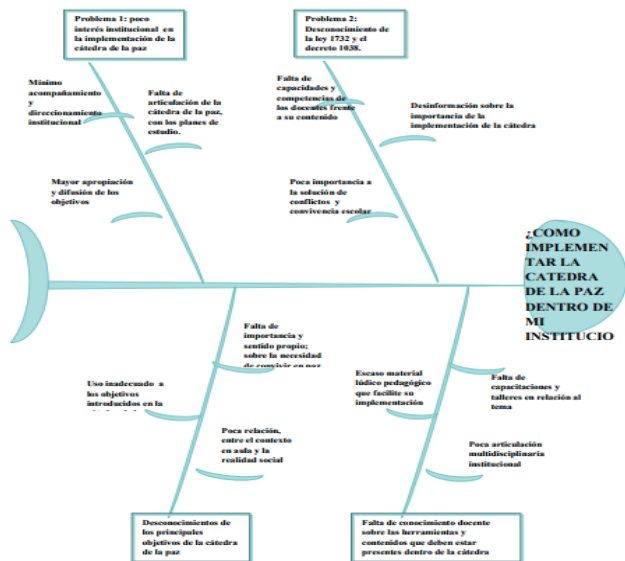 Problema 1: poco
interés institucional en
la implementación de la
cátedra de la paz
Problema 2:
Desconocimiento de
la ley 1732 y el
decreto 1038.
Mínimo
acompañamiento
y
direccionamiento
institucional
Falta de
articulación de la
cátedra de la paz,
con los planes de
estudio.
Falta de
capacidades y
competencias de
los docentes frente
a su contenido
Desinformación sobre la
importancia de la
implementación de la cátedra
Mayor apropiación
y difusión de los
objetivos
Poca importancia a
la solución de
conflictos y
convivencia escolar
¿COMO
IMPLEMEN
TAR LA
CATEDRA
DE LA PAZ
DENTRO DE
MI
INSTITUCIO
Falta de
importancia y
sentido propio;
sobre la necesidad
de convivir en paz
Uso inadecuado a
los objetivos
introducidos en la
Escaso material
lúdico pedagógico
que facilite su
implementación
Falta de
capacitaciones y
talleres en relación al
tema
Poca relación,
entre el contexto
en aula y la
realidad social
Poca articulación
multidisciplinaria
institucional
Desconocimientos de
los principales
objetivos de la cátedra
de la paz
Falta de conocimiento docente
sobre las herramientas y
contenidos que deben estar
presentes dentro de la cátedra